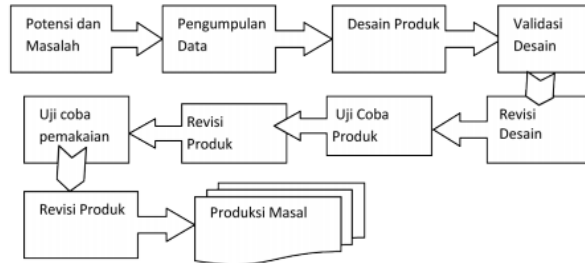 Potensi dan
Masalah
Pengumpulan
Data
Desain Produk
Validasi
Desain
Revisi
Desain
Uji Coba
Produk
Revisi
Produk
Uji coba
pemakaian
Revisi Produk
Produksi Masal